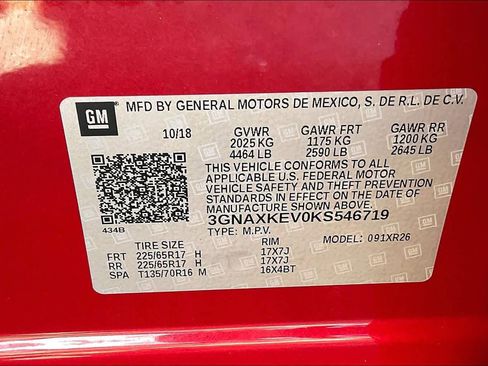 GM
MFD BY GENERAL MOTORS DE MEXICO, S. DE R.L. DE C.V.
10/18 GVWR GAWR FRT GAWR RR
2025 KG 1175 KG 1200 KG
4464 LB 2590 LB 2645 LB
THIS VEHICLE CONFORMS TO ALL
APPLICABLE U.S. FEDERAL MOTOR
VEHICLE SAFETY AND THEFT PREVENTION
STANDARDS IN EFFECT ON THE DATE OF
MANUFACTURE SHOWN ABOVE.
3GNAXKEV0KS546719
434B TYPE: M.P.V. MODEL: 091XR26
TIRE SIZE RIM
FRT 225/65R17 H 17X7J
RR 225/65R17 H 17X7J
SPA T135/70R16 M 16X4BT